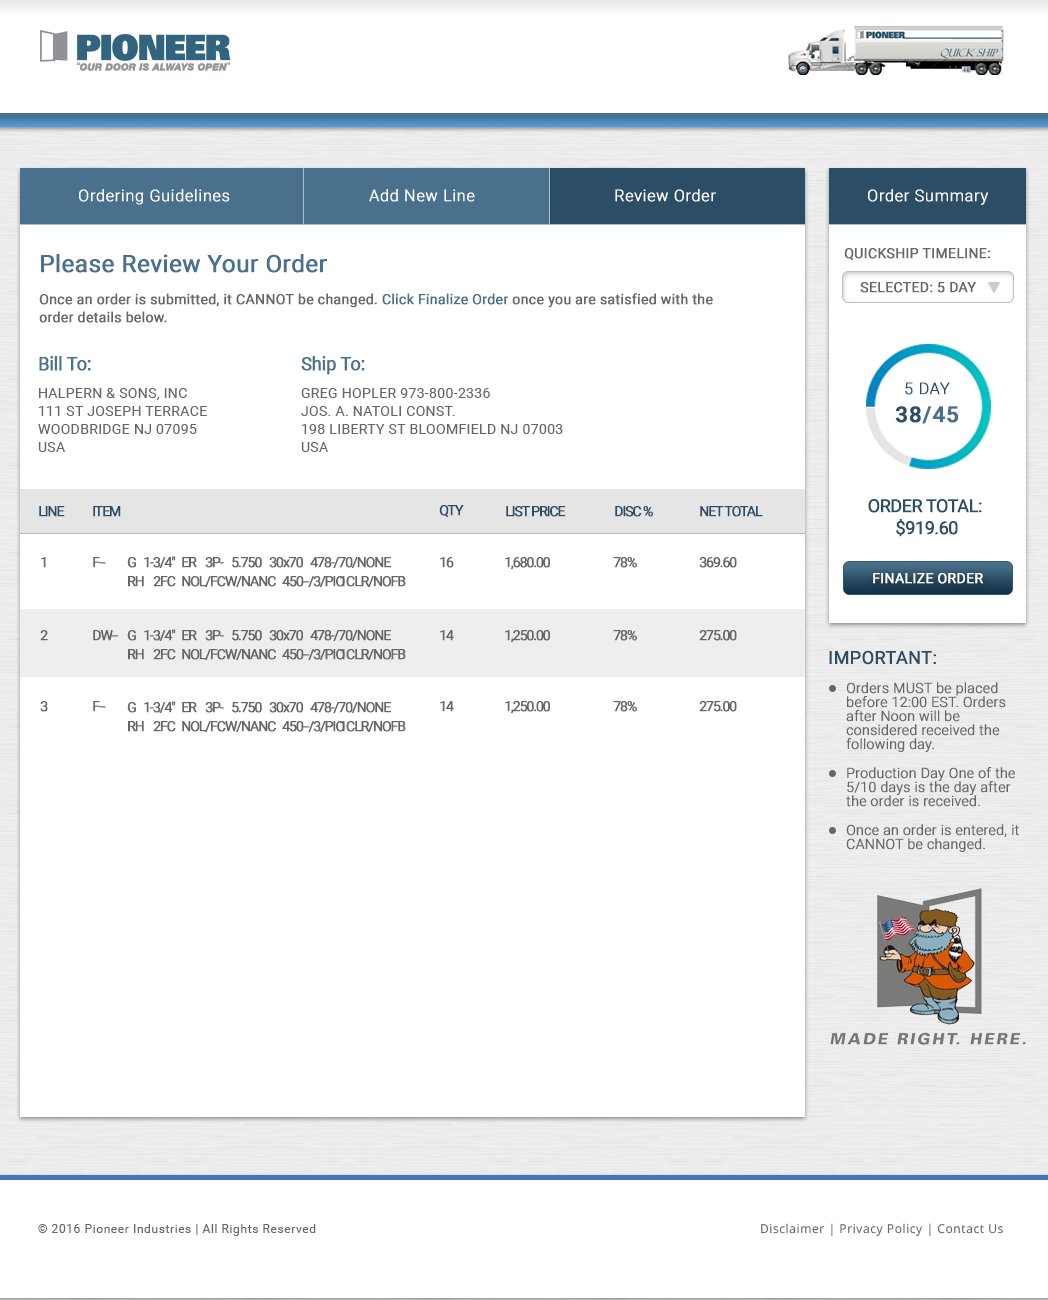 PIONEER
"OUR DOOR IS ALWAYS OPEN"
PIONEER
QUICK SHIP
Ordering Guidelines
Add New Line
Review Order
Order Summary
Please Review Your Order
Once an order is submitted, it CANNOT be changed. Click Finalize Order once you are satisfied with the
order details below.
Bill To:
HALPERN & SONS, INC
111 ST JOSEPH TERRACE
WOODBRIDGE NJ 07095
USA
Ship To:
GREG HOPLER 973-800-2336
JOS. A. NATOLI CONST.
198 LIBERTY ST BLOOMFIELD NJ 07003
USA
LINE ITEM QTY LIST PRICE DISC % NET TOTAL
1 F-- G 1-3/4" ER 3P- 5.750 30x70 478-/70/NONE 16 1,680.00 78% 369.60
RH 2FC NOL/FCW/NANC 450--/3/PIC1CLR/NOFB
2 DW-- G 1-3/4" ER 3P- 5.750 30x70 478-/70/NONE 14 1,250.00 78% 275.00
RH 2FC NOL/FCW/NANC 450--/3/PIC1CLR/NOFB
3 F-- G 1-3/4" ER 3P- 5.750 30x70 478-/70/NONE 14 1,250.00 78% 275.00
RH 2FC NOL/FCW/NANC 450--/3/PIC1CLR/NOFB
QUICKSHIP TIMELINE:
SELECTED: 5 DAY
5 DAY
38/45
ORDER TOTAL:
$919.60
FINALIZE ORDER
IMPORTANT:
Orders MUST be placed
before 12:00 EST. Orders
after Noon will be
considered received the
following day.
Production Day One of the
5/10 days is the day after
the order is received.
Once an order is entered, it
CANNOT be changed.
MADE RIGHT. HERE.
© 2016 Pioneer Industries | All Rights Reserved
Disclaimer | Privacy Policy | Contact Us